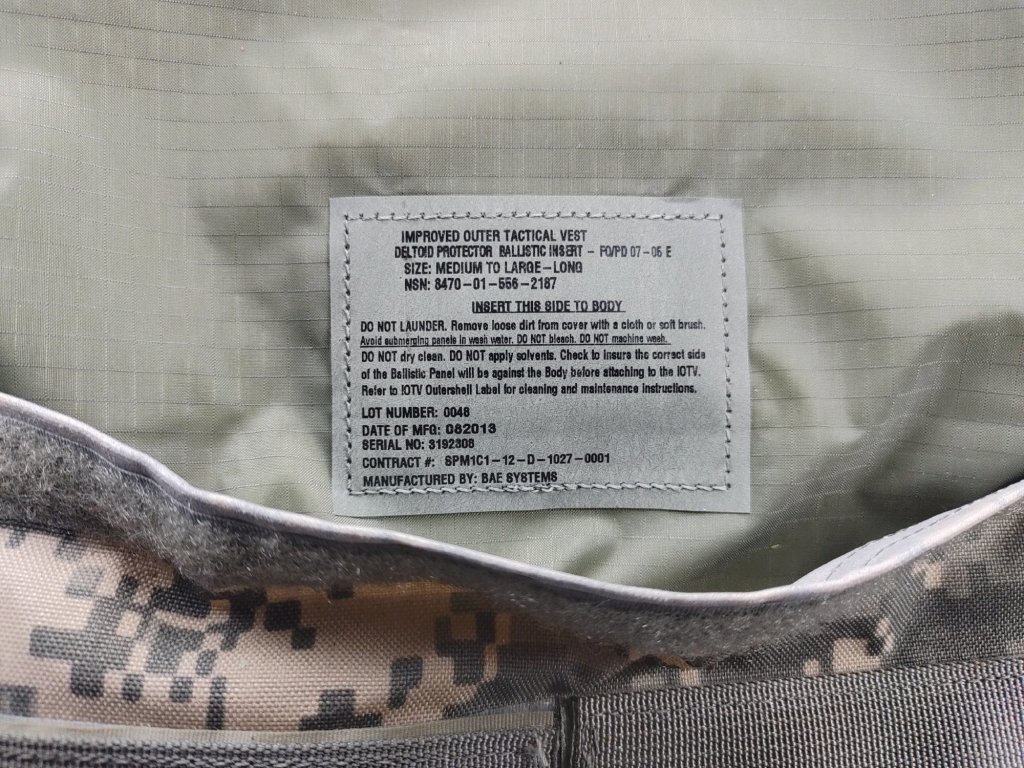 IMPROVED OUTER TACTICAL VEST
DELTOID PROTECTOR BALLISTIC INSERT - FQ/PD 07-05 E
SIZE: MEDIUM TO LARGE-LONG
NSN: 8470-01-556-2187
INSERT THIS SIDE TO BODY
DO NOT LAUNDER. Remove loose dirt from cover with a cloth or soft brush.
Avoid submerging panels in wash water. DO NOT bleach. DO NOT machine wash.
DO NOT dry clean. DO NOT apply solvents. Check to insure the correct side
of the Ballistic Panel will be against the Body before attaching to the IOTV.
Refer to IOTV Outershell Label for cleaning and maintenance instructions.
LOT NUMBER: 0048
DATE OF MFG: 082013
SERIAL NO: 3192308
CONTRACT #: SPM1C1-12-D-1027-0001
MANUFACTURED BY: BAE SYSTEMS